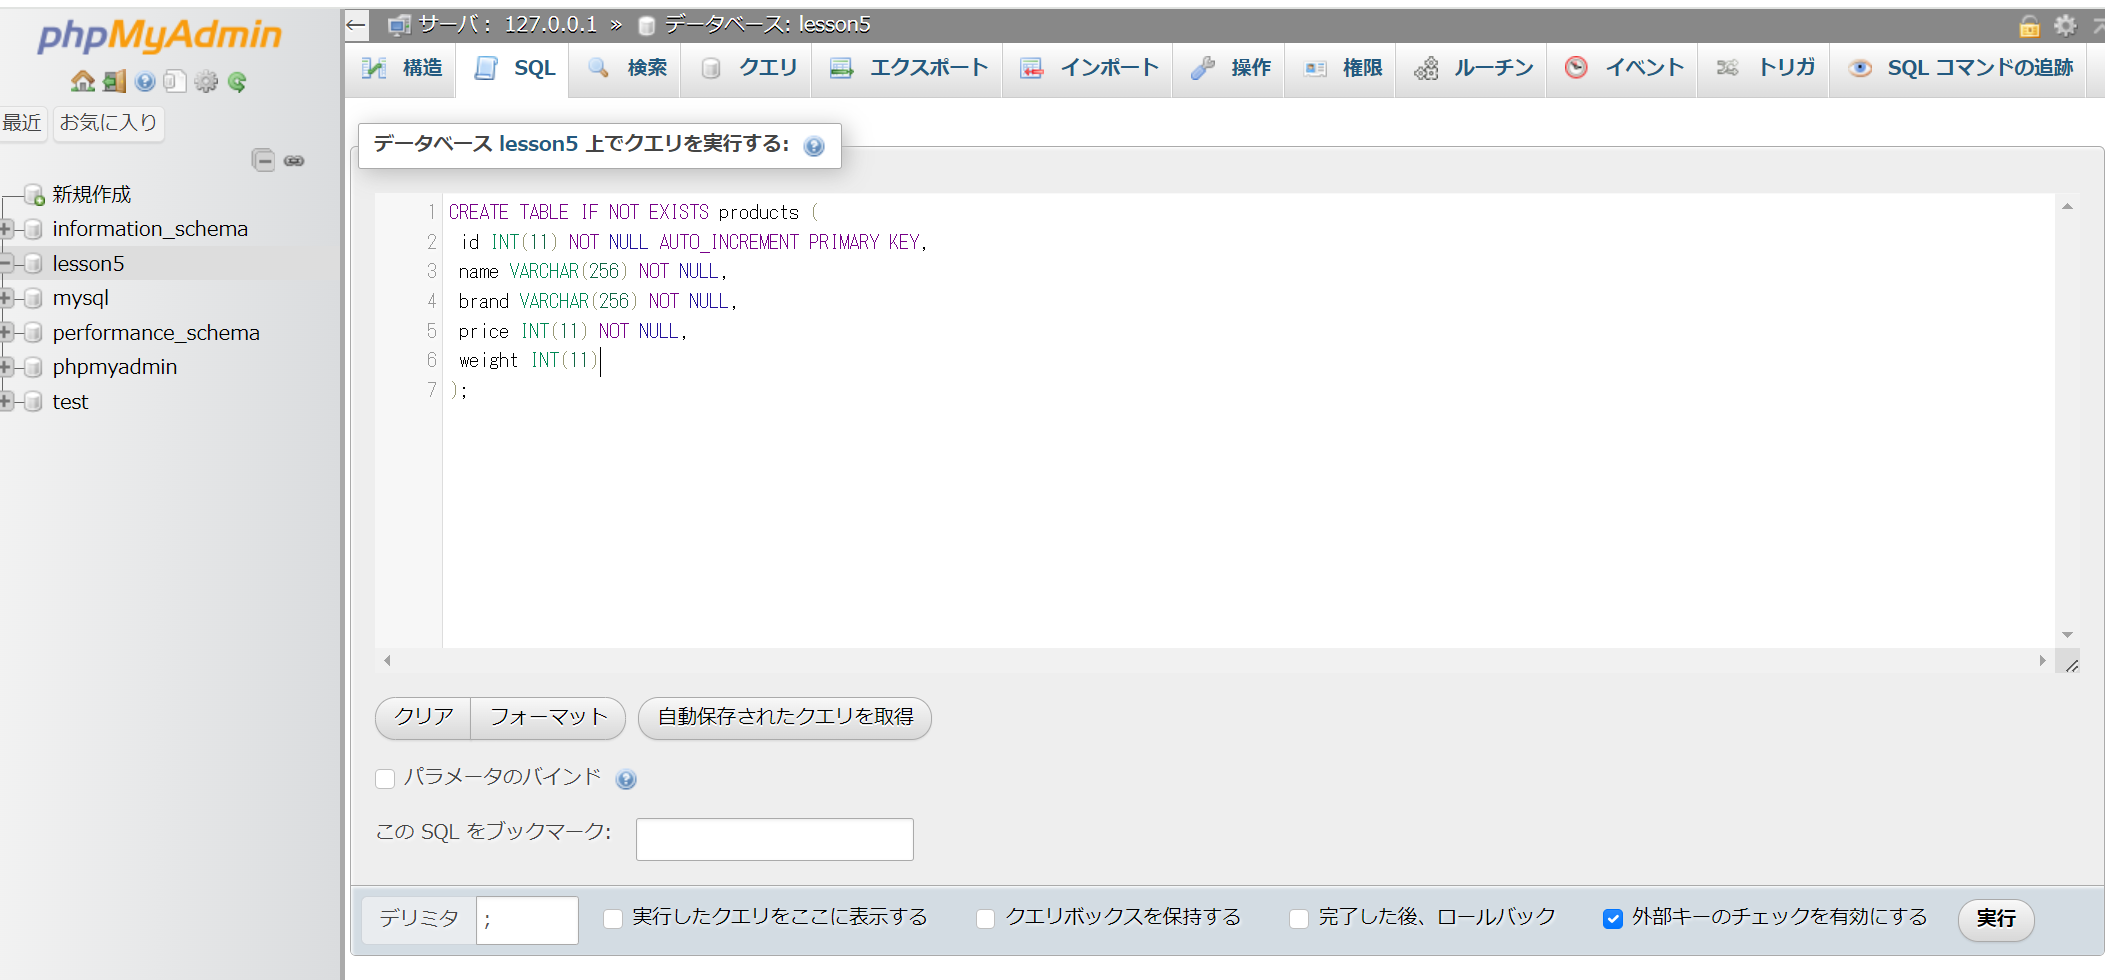 phpMyAdmin
最近 お気に入り
新規作成
information_schema
lesson5
mysql
performance_schema
phpmyadmin
test
サーバ: 127.0.0.1 » データベース: lesson5
構造 SQL 検索 クエリ エクスポート インポート 操作 権限 ルーチン イベント トリガ SQL コマンドの追跡
データベース lesson5 上でクエリを実行する:
1 CREATE TABLE IF NOT EXISTS products (
2 id INT(11) NOT NULL AUTO_INCREMENT PRIMARY KEY,
3 name VARCHAR(256) NOT NULL,
4 brand VARCHAR(256) NOT NULL,
5 price INT(11) NOT NULL,
6 weight INT(11)
7 );
クリア フォーマット 自動保存されたクエリを取得
パラメータのバインド
この SQL をブックマーク:
デリミタ ; 実行したクエリをここに表示する クエリボックスを保持する 完了した後、ロールバック 外部キーのチェックを有効にする 実行